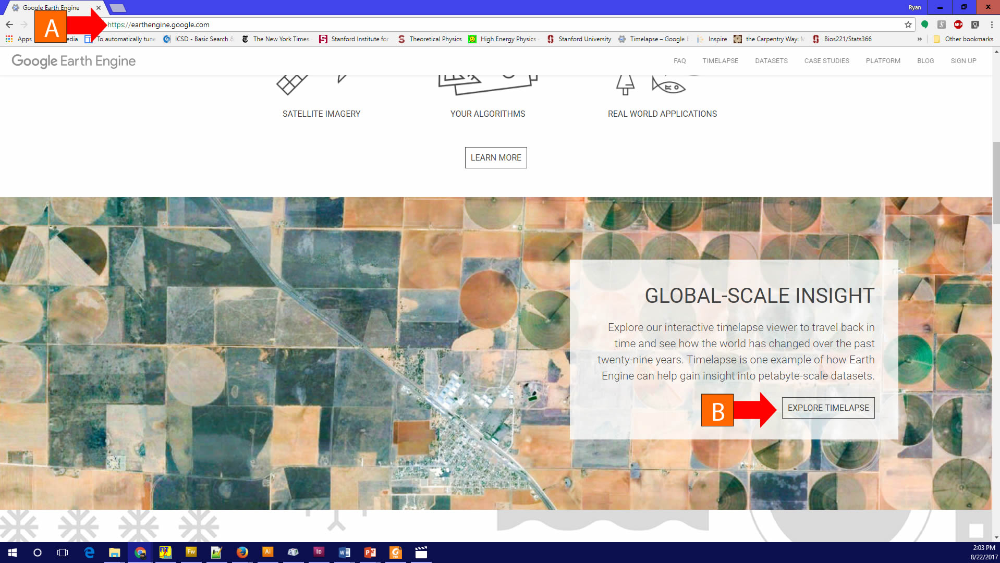 Google Earth Engine
Ryan
A
https://earthengine.google.com
ABP
Apps
edia
To automatically tune
ICSD - Basic Search &
The New York Times
Stanford Institute for
Theoretical Physics
High Energy Physics
Stanford University
Timelapse – Google E
Inspire
the Carpentry Way: M
Bios221/Stats366
»
Other bookmarks
Google Earth Engine
FAQ
TIMELAPSE
DATASETS
CASE STUDIES
PLATFORM
BLOG
SIGN UP
SATELLITE IMAGERY
YOUR ALGORITHMS
REAL WORLD APPLICATIONS
LEARN MORE
GLOBAL-SCALE INSIGHT
Explore our interactive timelapse viewer to travel back in
time and see how the world has changed over the past
twenty-nine years. Timelapse is one example of how Earth
Engine can help gain insight into petabyte-scale datasets.
B
EXPLORE TIMELAPSE
Fw
Ai
ID
2:03 PM
8/22/2017